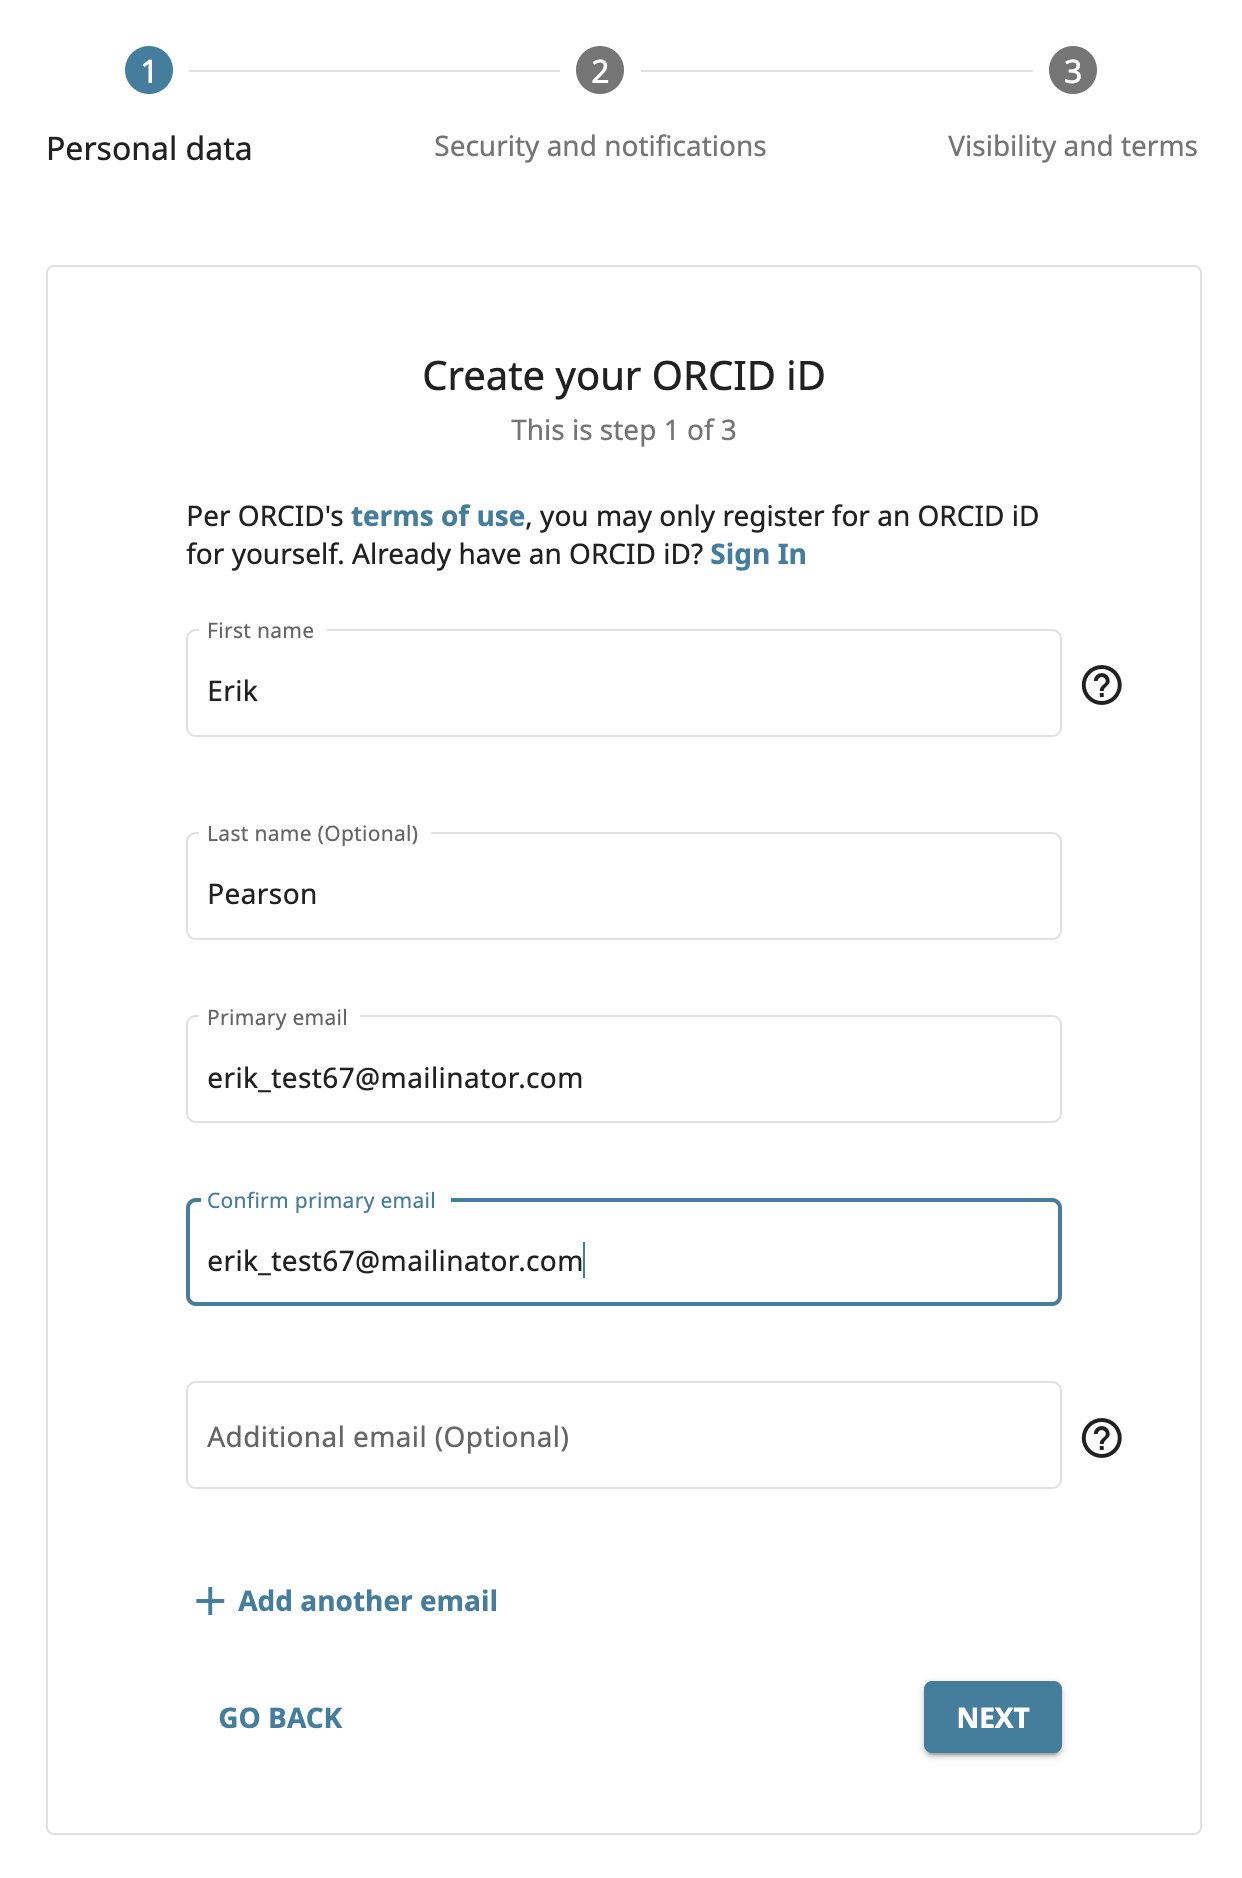 1
2
3
Personal data
Security and notifications
Visibility and terms
Create your ORCID iD
This is step 1 of 3
Per ORCID's terms of use, you may only register for an ORCID iD
for yourself. Already have an ORCID iD? Sign In
First name
Erik
?
Last name (Optional)
Pearson
Primary email
erik_test67@mailinator.com
Confirm primary email
erik_test67@mailinator.com
Additional email (Optional)
?
+ Add another email
GO BACK
NEXT